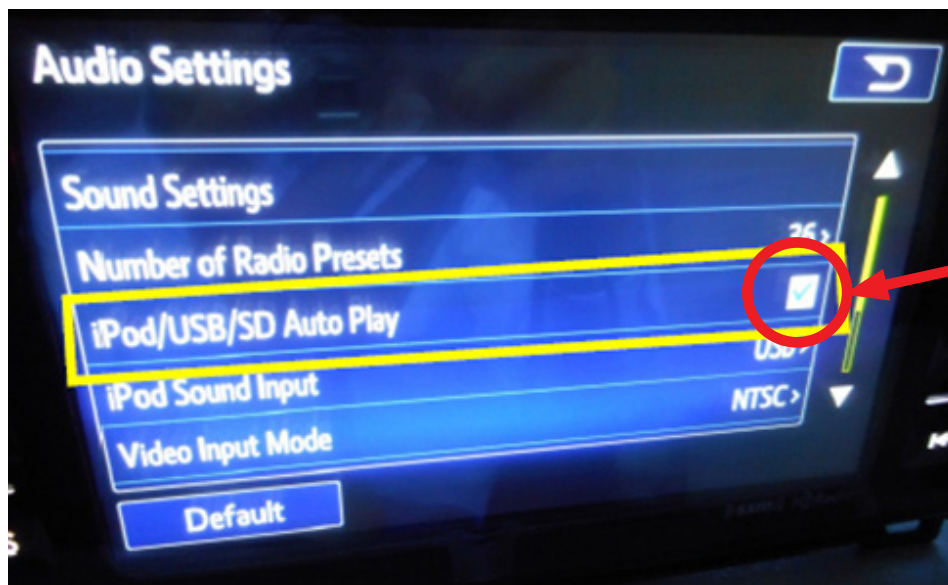 Audio Settings
Sound Settings
Number of Radio Presets 36 >
iPod/USB/SD Auto Play
iPod Sound Input USB >
Video Input Mode NTSC >
Default